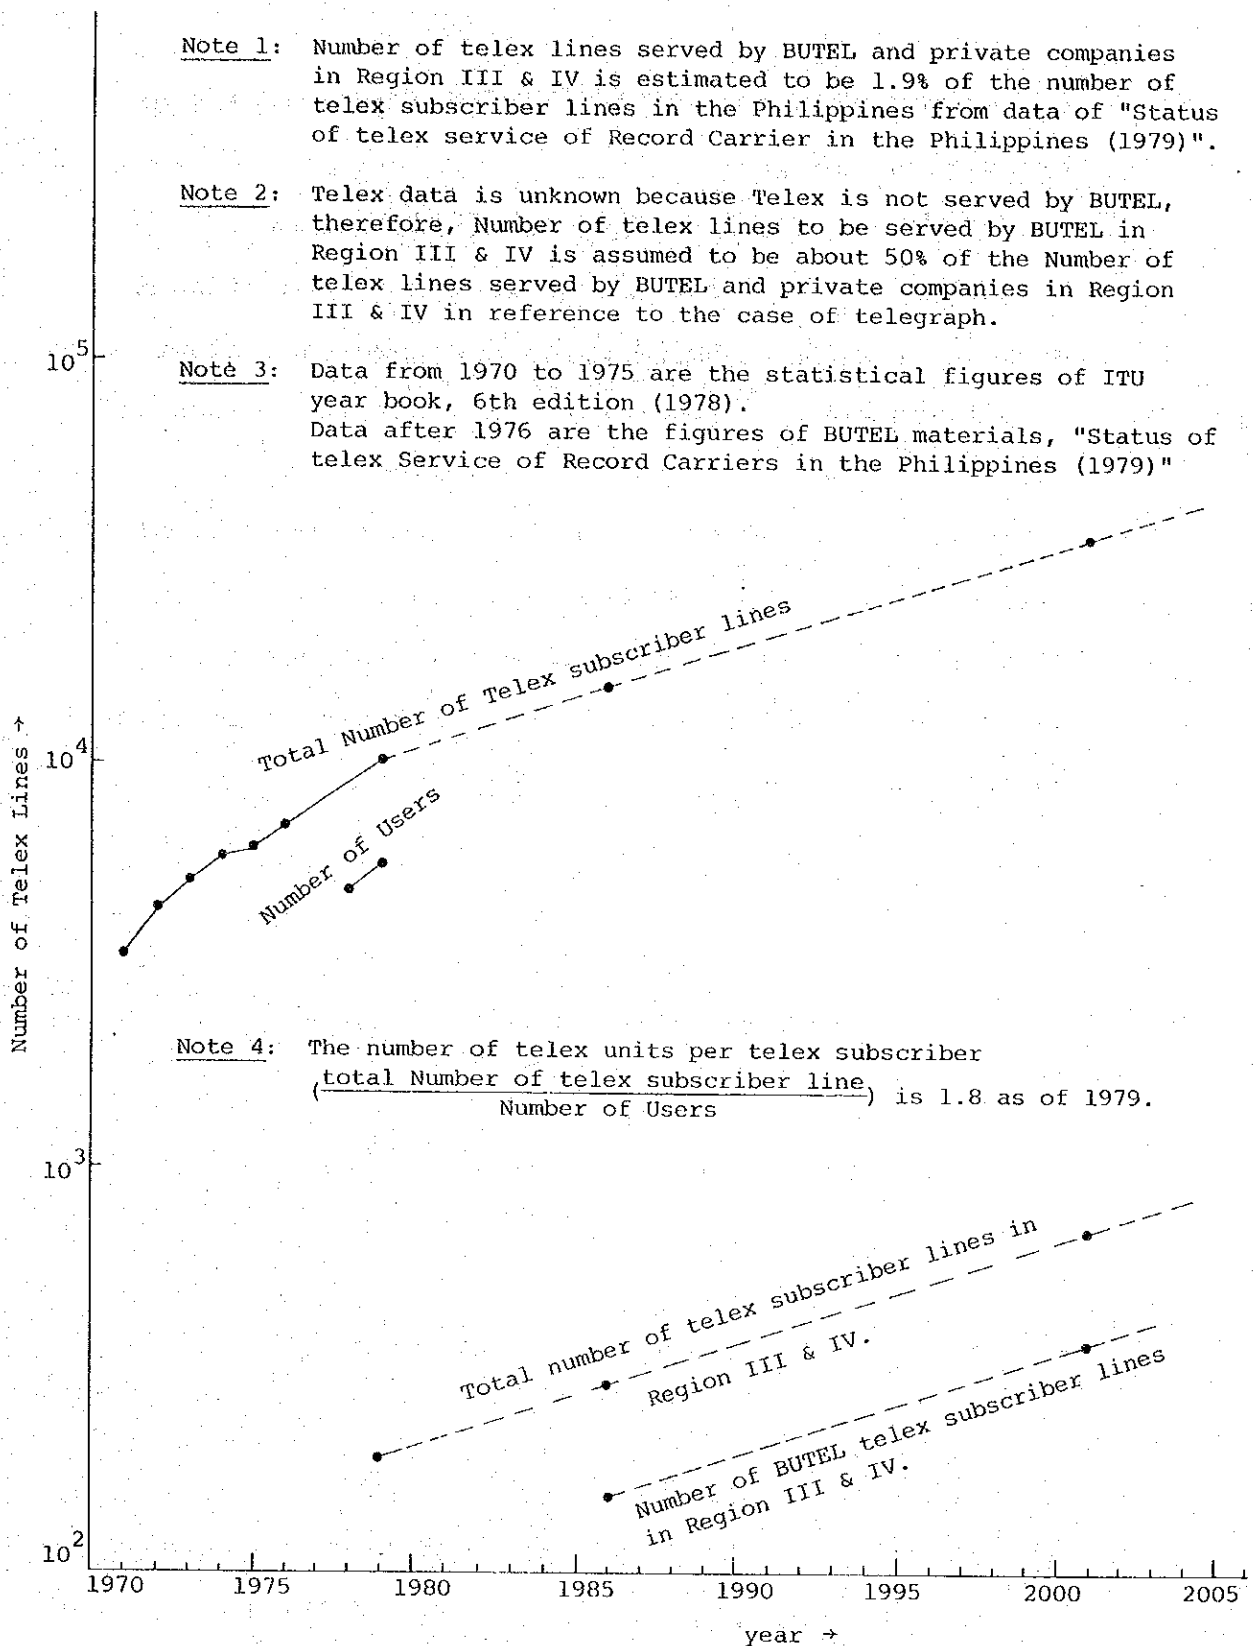 Note 1: Number of telex lines served by BUTEL and private companies
in Region III & IV is estimated to be 1.9% of the number of
telex subscriber lines in the Philippines from data of "Status
of telex service of Record Carrier in the Philippines (1979)".
Note 2: Telex data is unknown because Telex is not served by BUTEL,
therefore, Number of telex lines to be served by BUTEL in
Region III & IV is assumed to be about 50% of the Number of
telex lines served by BUTEL and private companies in Region
III & IV in reference to the case of telegraph.
10^5
Note 3: Data from 1970 to 1975 are the statistical figures of ITU
year book, 6th edition (1978).
Data after 1976 are the figures of BUTEL materials, "Status of
telex Service of Record Carriers in the Philippines (1979)"
Total Number of Telex subscriber lines
10^4
Number of Users
Number of Telex Lines →
Note 4: The number of telex units per telex subscriber
(total Number of telex subscriber line
Number of Users) is 1.8 as of 1979.
10^3
Total number of telex subscriber lines in
Region III & IV.
Number of BUTEL telex subscriber lines
in Region III & IV.
10^2
1970 1975 1980 1985 1990 1995 2000 2005
year →